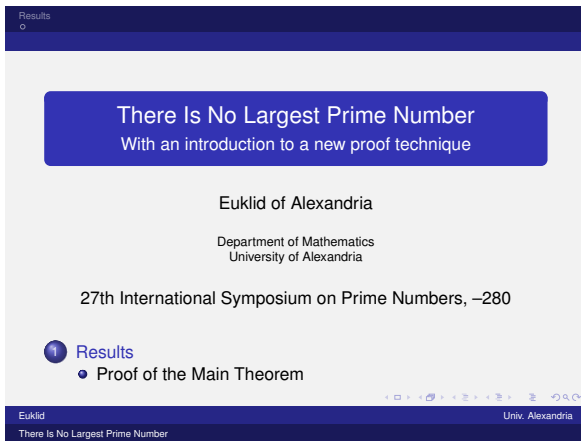 Results
There Is No Largest Prime Number
With an introduction to a new proof technique
Euklid of Alexandria
Department of Mathematics
University of Alexandria
27th International Symposium on Prime Numbers, –280
1 Results
Proof of the Main Theorem
Euklid Univ. Alexandria
There Is No Largest Prime Number